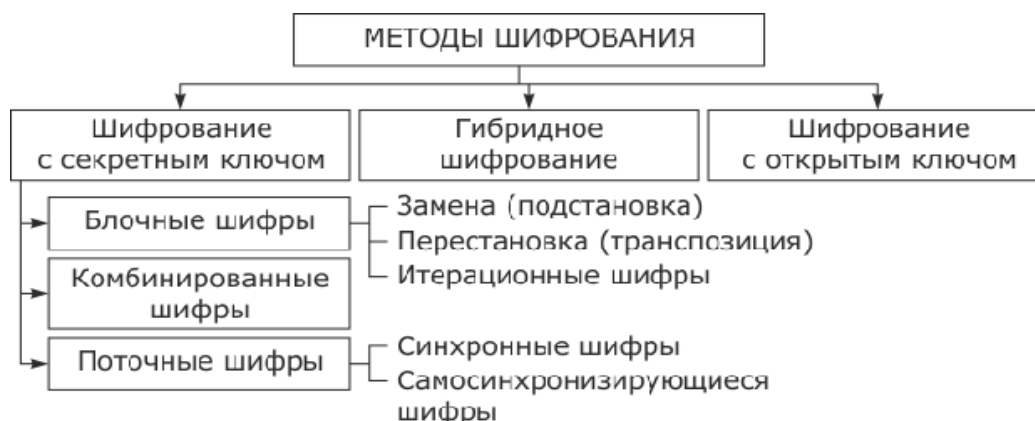 МЕТОДЫ ШИФРОВАНИЯ
Шифрование
с секретным ключом
Гибридное
шифрование
Шифрование
с открытым ключом
Блочные шифры
Замена (подстановка)
Перестановка (транспозиция)
Итерационные шифры
Комбинированные
шифры
Поточные шифры
Синхронные шифры
Самосинхронизирующиеся
шифры